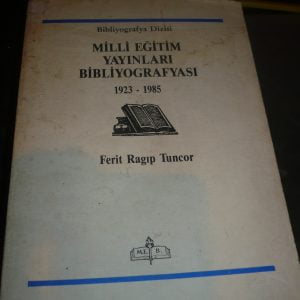 Bibliyografya Dizisi
MİLLİ EĞİTİM
YAYINLARI
BİBLİYOGRAFYASI
1923 - 1985
Ferit Ragıp Tuncor
M.E. B.